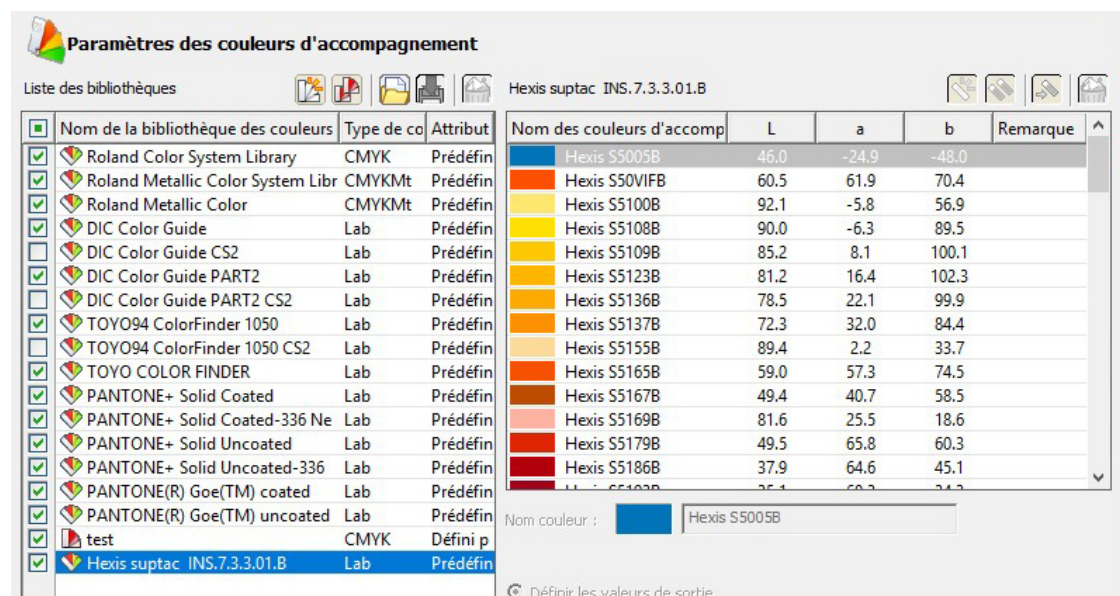 Paramètres des couleurs d'accompagnement
Liste des bibliothèques
Nom de la bibliothèque des couleurs Type de co Attribut
Roland Color System Library CMYK Prédéfin
Roland Metallic Color System Libr CMYKMt Prédéfin
Roland Metallic Color CMYKMt Prédéfin
DIC Color Guide Lab Prédéfin
DIC Color Guide CS2 Lab Prédéfin
DIC Color Guide PART2 Lab Prédéfin
DIC Color Guide PART2 CS2 Lab Prédéfin
TOYO94 ColorFinder 1050 Lab Prédéfin
TOYO94 ColorFinder 1050 CS2 Lab Prédéfin
TOYO COLOR FINDER Lab Prédéfin
PANTONE+ Solid Coated Lab Prédéfin
PANTONE+ Solid Coated-336 Ne Lab Prédéfin
PANTONE+ Solid Uncoated Lab Prédéfin
PANTONE+ Solid Uncoated-336 Lab Prédéfin
PANTONE(R) Goe(TM) coated Lab Prédéfin
PANTONE(R) Goe(TM) uncoated Lab Prédéfin
test CMYK Défini p
Hexis suptac INS.7.3.3.01.B Lab Prédéfin
Hexis suptac INS.7.3.3.01.B
Nom des couleurs d'accomp L a b Remarque
Hexis S5005B 46.0 -24.9 -48.0
Hexis S50VIFB 60.5 61.9 70.4
Hexis S5100B 92.1 -5.8 56.9
Hexis S5108B 90.0 -6.3 89.5
Hexis S5109B 85.2 8.1 100.1
Hexis S5123B 81.2 16.4 102.3
Hexis S5136B 78.5 22.1 99.9
Hexis S5137B 72.3 32.0 84.4
Hexis S5155B 89.4 2.2 33.7
Hexis S5165B 59.0 57.3 74.5
Hexis S5167B 49.4 40.7 58.5
Hexis S5169B 81.6 25.5 18.6
Hexis S5179B 49.5 65.8 60.3
Hexis S5186B 37.9 64.6 45.1
Nom couleur : Hexis S5005B
Définir les valeurs de sortie